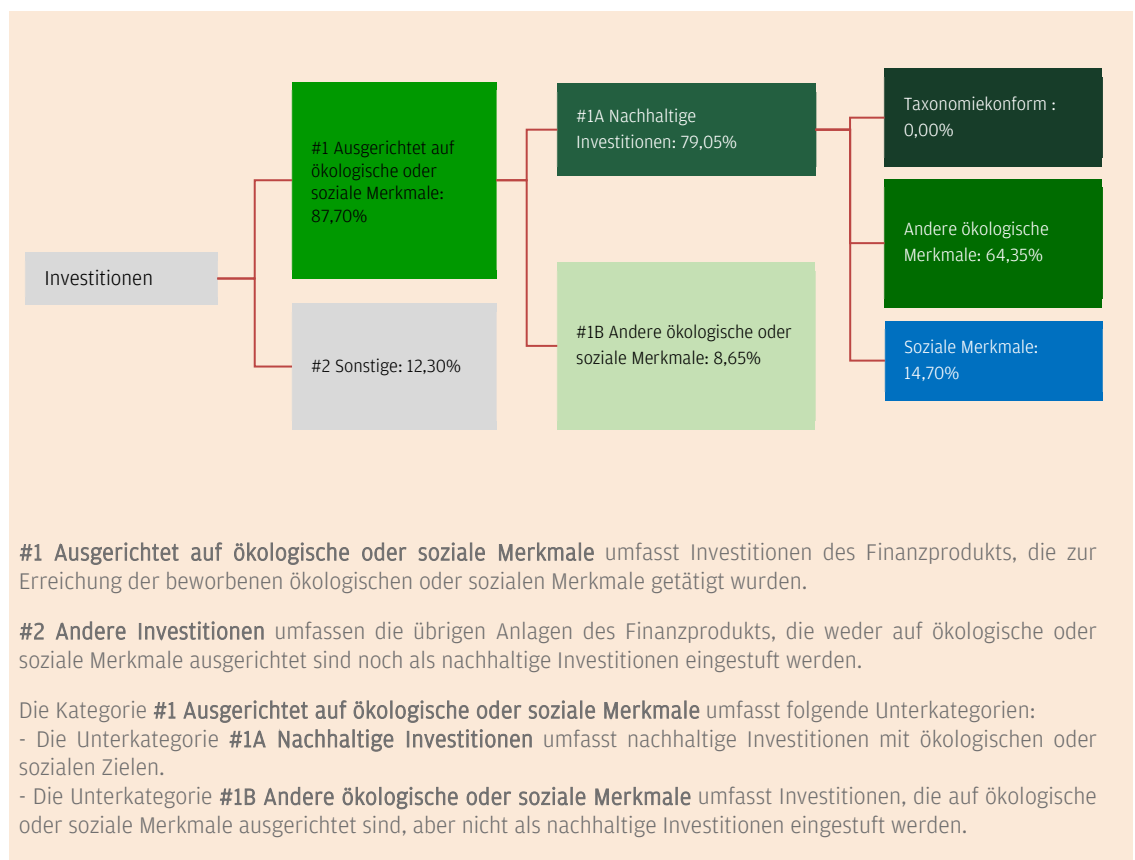 Investitionen
#1 Ausgerichtet auf
ökologische oder
soziale Merkmale:
87,70%
#2 Sonstige: 12,30%
#1A Nachhaltige
Investitionen: 79,05%
#1B Andere ökologische oder
soziale Merkmale: 8,65%
Taxonomiekonform :
0,00%
Andere ökologische
Merkmale: 64,35%
Soziale Merkmale:
14,70%
#1 Ausgerichtet auf ökologische oder soziale Merkmale umfasst Investitionen des Finanzprodukts, die zur
Erreichung der beworbenen ökologischen oder sozialen Merkmale getätigt wurden.
#2 Andere Investitionen umfassen die übrigen Anlagen des Finanzprodukts, die weder auf ökologische oder
soziale Merkmale ausgerichtet sind noch als nachhaltige Investitionen eingestuft werden.
Die Kategorie #1 Ausgerichtet auf ökologische oder soziale Merkmale umfasst folgende Unterkategorien:
- Die Unterkategorie #1A Nachhaltige Investitionen umfasst nachhaltige Investitionen mit ökologischen oder
sozialen Zielen.
- Die Unterkategorie #1B Andere ökologische oder soziale Merkmale umfasst Investitionen, die auf ökologische
oder soziale Merkmale ausgerichtet sind, aber nicht als nachhaltige Investitionen eingestuft werden.